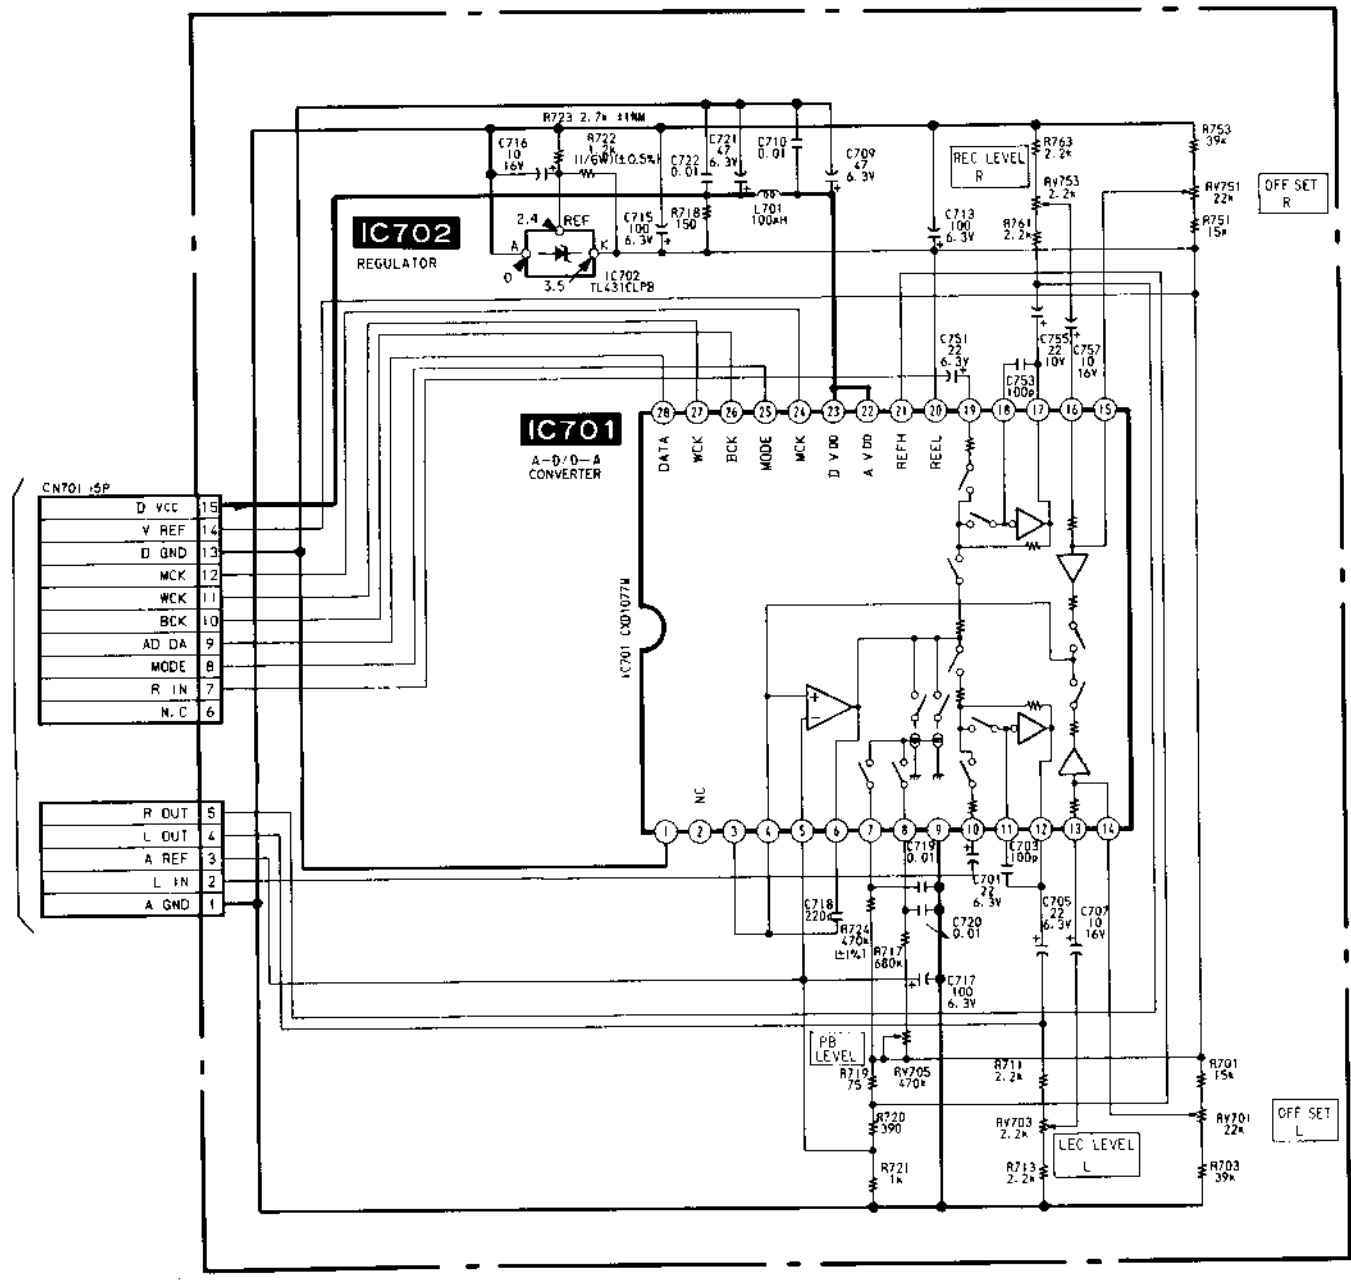 R723 2.7k ±1%M
C716
10
16V
R722
1.2k
(1/6W)(±0.5%)
C722
0.01
C721
47
6.3V
C710
0.01
C709
47
6.3V
L701
100µH
REC LEVEL
R
R763
2.2k
RV753
2.2k
R761
2.2k
R753
39k
RV751
22k
R751
15k
OFF SET
R
IC702
REGULATOR
2.4
REF
A
K
0
3.5
IC702
TL431CLPB
C715
100
6.3V
R718
150
C713
100
6.3V
C751
22
6.3V
C753
100p
C755
22
10V
C757
10
16V
IC701
A-D/D-A
CONVERTER
28
27
26
25
24
23
22
21
20
19
18
17
16
15
DATA
WCK
BCK
MODE
MCK
D VDD
A VDD
REFH
REEL
CN701 15P
D VCC 15
V REF 14
D GND 13
MCK 12
WCK 11
BCK 10
AD DA 9
MODE 8
R IN 7
N.C 6
R OUT 5
L OUT 4
A REF 3
L IN 2
A GND 1
IC701 CXD1077M
+
−
NC
1
2
3
4
5
6
7
8
9
10
11
12
13
14
C719
0.01
C703
100p
C701
22
6.3V
C718
220p
R724
470k
(±1%)
R717
680k
C720
0.01
C705
22
6.3V
C707
10
16V
C717
100
6.3V
PB
LEVEL
R719
75
RV705
470k
R720
390
R721
1k
R711
2.2k
RV703
2.2k
R713
2.2k
LEC LEVEL
L
R701
15k
RV701
22k
R703
39k
OFF SET
L